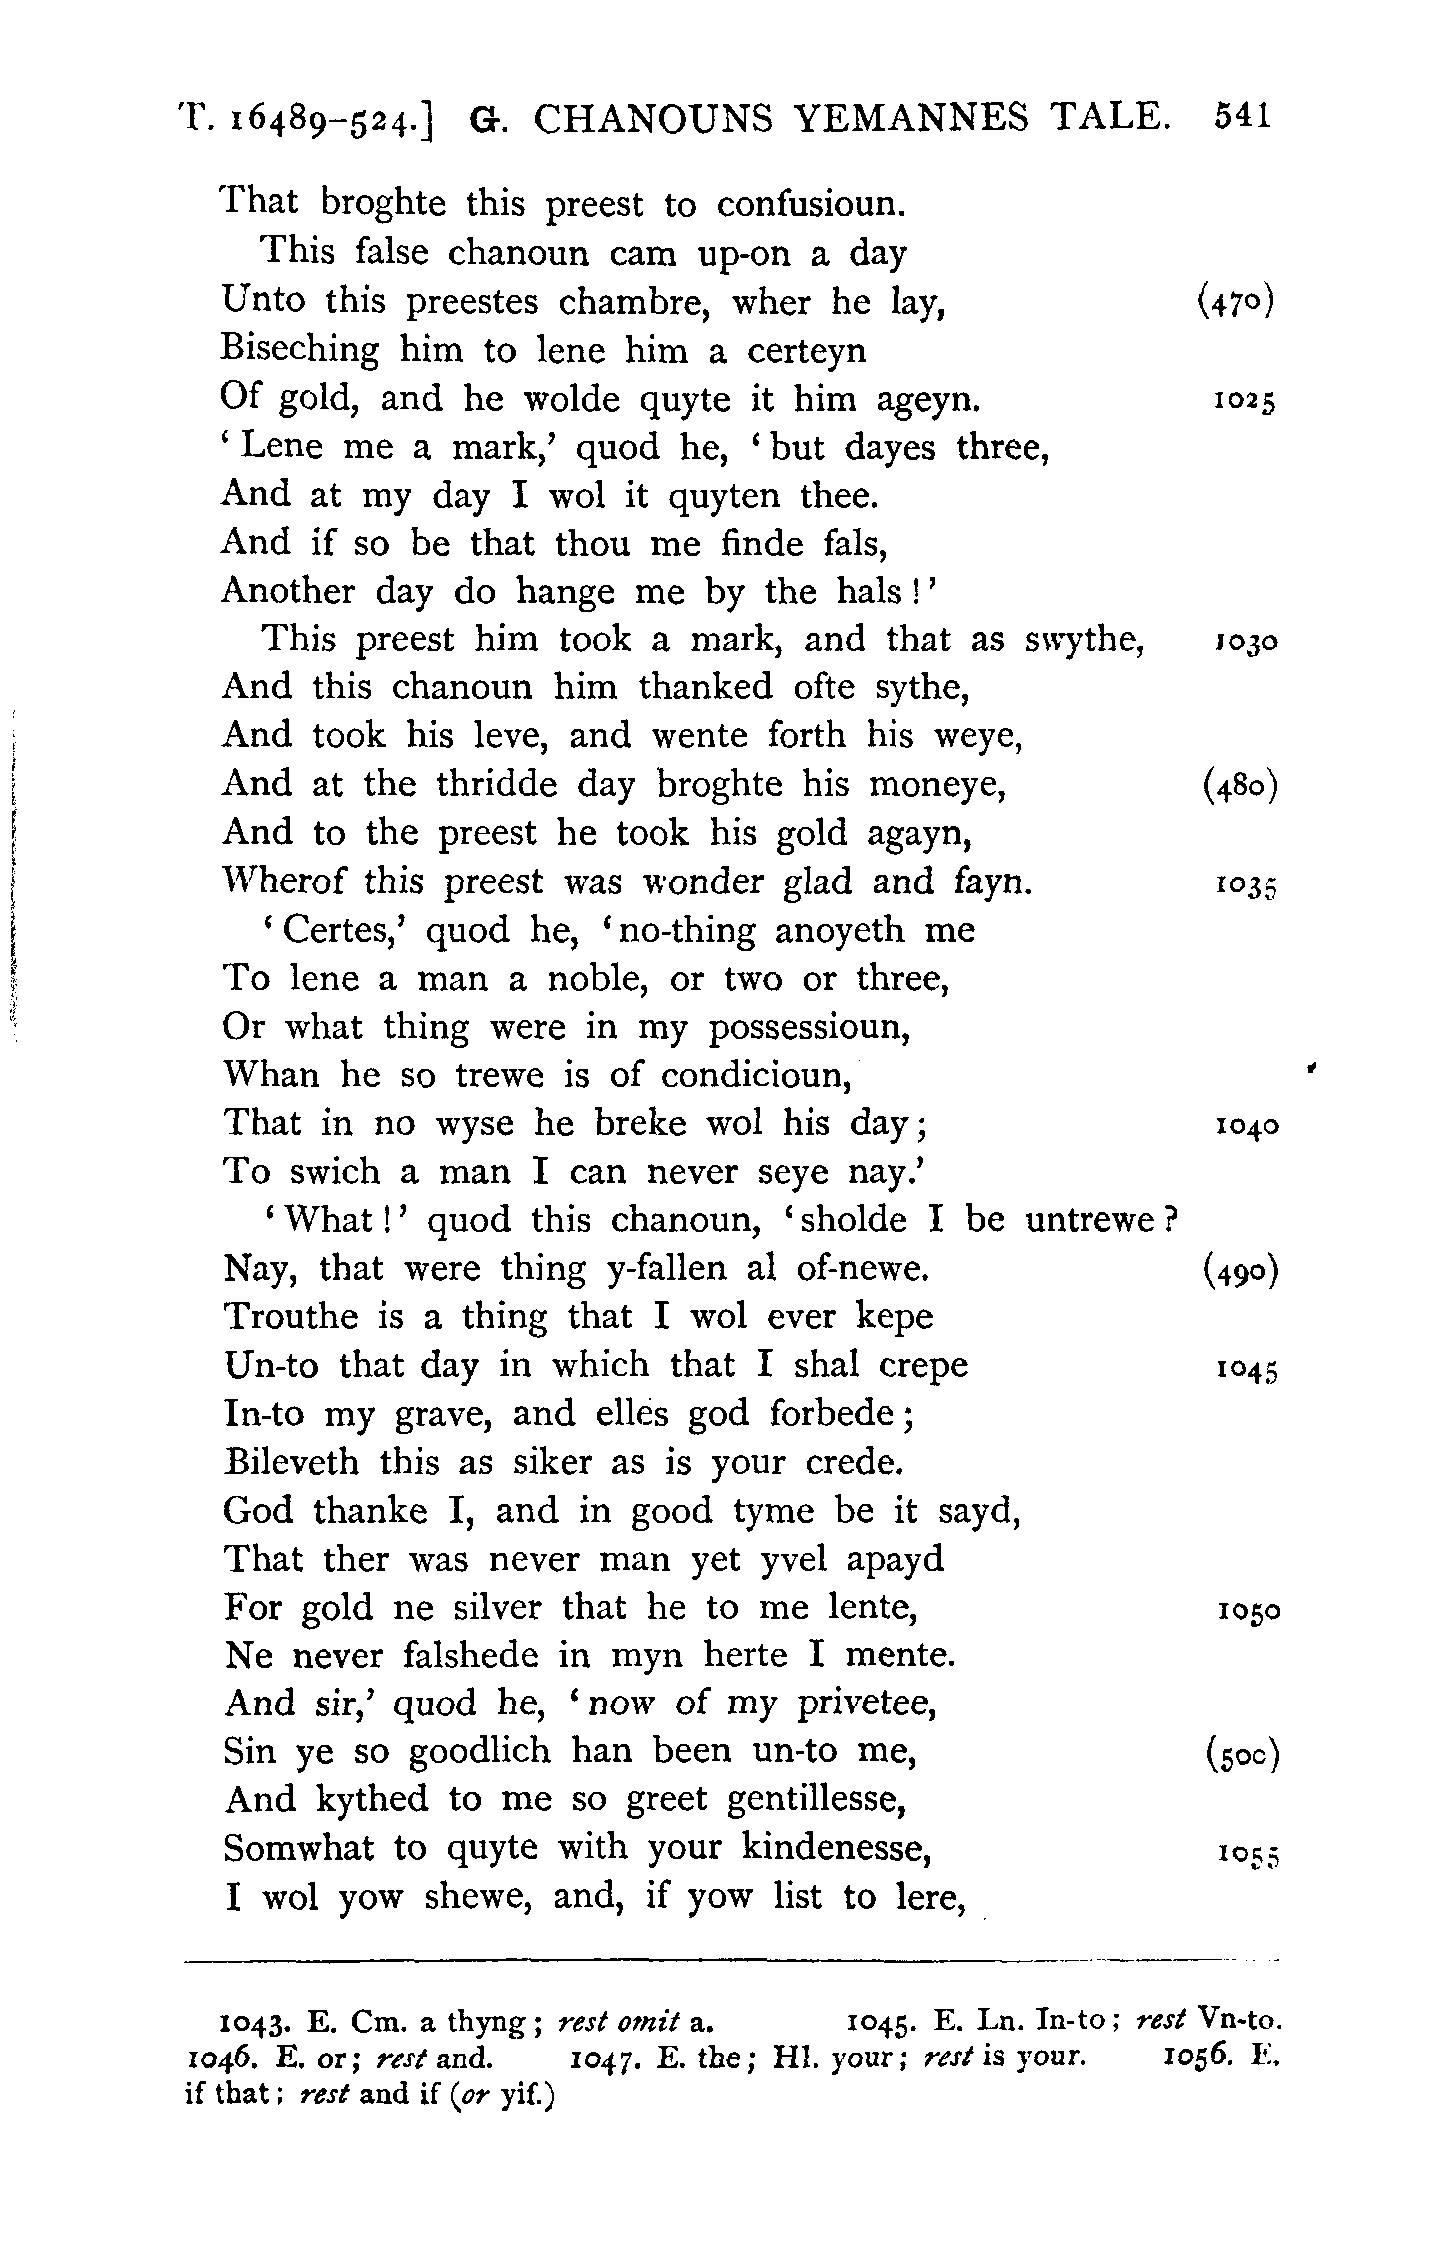 T. 16489–524.] G. CHANOUNS YEMANNES TALE. 541
That broghte this preest to confusioun.
This false chanoun cam up-on a day
Unto this preestes chambre, wher he lay, (470)
Biseching him to lene him a certeyn
Of gold, and he wolde quyte it him ageyn. 1025
‘Lene me a mark,’ quod he, ‘but dayes three,
And at my day I wol it quyten thee.
And if so be that thou me finde fals,
Another day do hange me by the hals!’
This preest him took a mark, and that as swythe, 1030
And this chanoun him thanked ofte sythe,
And took his leve, and wente forth his weye,
And at the thridde day broghte his moneye, (480)
And to the preest he took his gold agayn,
Wherof this preest was wonder glad and fayn. 1035
‘Certes,’ quod he, ‘no-thing anoyeth me
To lene a man a noble, or two or three,
Or what thing were in my possessioun,
Whan he so trewe is of condicioun,
That in no wyse he breke wol his day; 1040
To swich a man I can never seye nay.’
‘What!’ quod this chanoun, ‘sholde I be untrewe?
Nay, that were thing y-fallen al of-newe. (490)
Trouthe is a thing that I wol ever kepe
Un-to that day in which that I shal crepe 1045
In-to my grave, and elles god forbede;
Bileveth this as siker as is your crede.
God thanke I, and in good tyme be it sayd,
That ther was never man yet yvel apayd
For gold ne silver that he to me lente, 1050
Ne never falshede in myn herte I mente.
And sir,’ quod he, ‘now of my privetee,
Sin ye so goodlich han been un-to me, (500)
And kythed to me so greet gentillesse,
Somwhat to quyte with your kindenesse, 1055
I wol yow shewe, and, if yow list to lere,
1043. E. Cm. a thyng; rest omit a. 1045. E. Ln. In-to; rest Vn-to.
1046. E. or; rest and. 1047. E. the; Hl. your; rest is your. 1056. E.
if that; rest and if (or yif.)